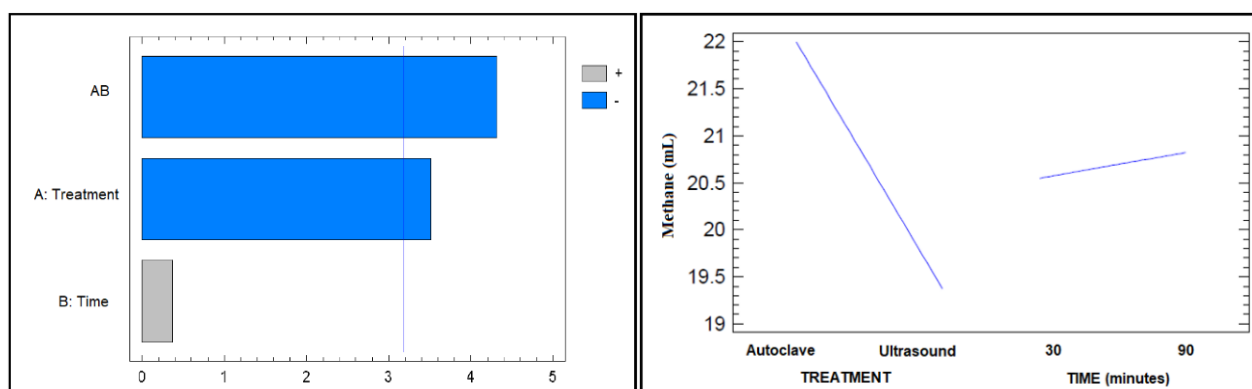 AB
A: Treatment
B: Time
+
-
0 1 2 3 4 5
Methane (mL)
22
21.5
21
20.5
20
19.5
19
Autoclave Ultrasound 30 90
TREATMENT TIME (minutes)